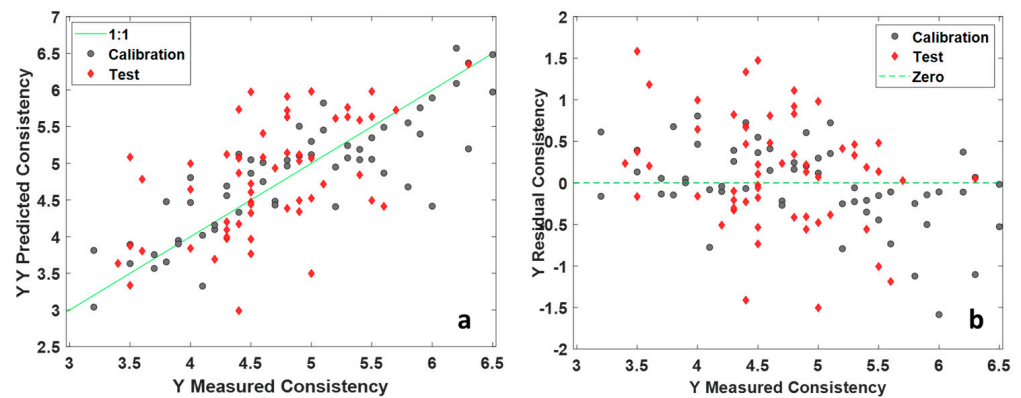 1:1
Calibration
Test
7
6.5
6
5.5
5
4.5
4
3.5
3
2.5
Y Y Predicted Consistency
a
3 3.5 4 4.5 5 5.5 6 6.5
Y Measured Consistency
Calibration
Test
Zero
2
1.5
1
0.5
0
-0.5
-1
-1.5
-2
Y Residual Consistency
b
3 3.5 4 4.5 5 5.5 6 6.5
Y Measured Consistency